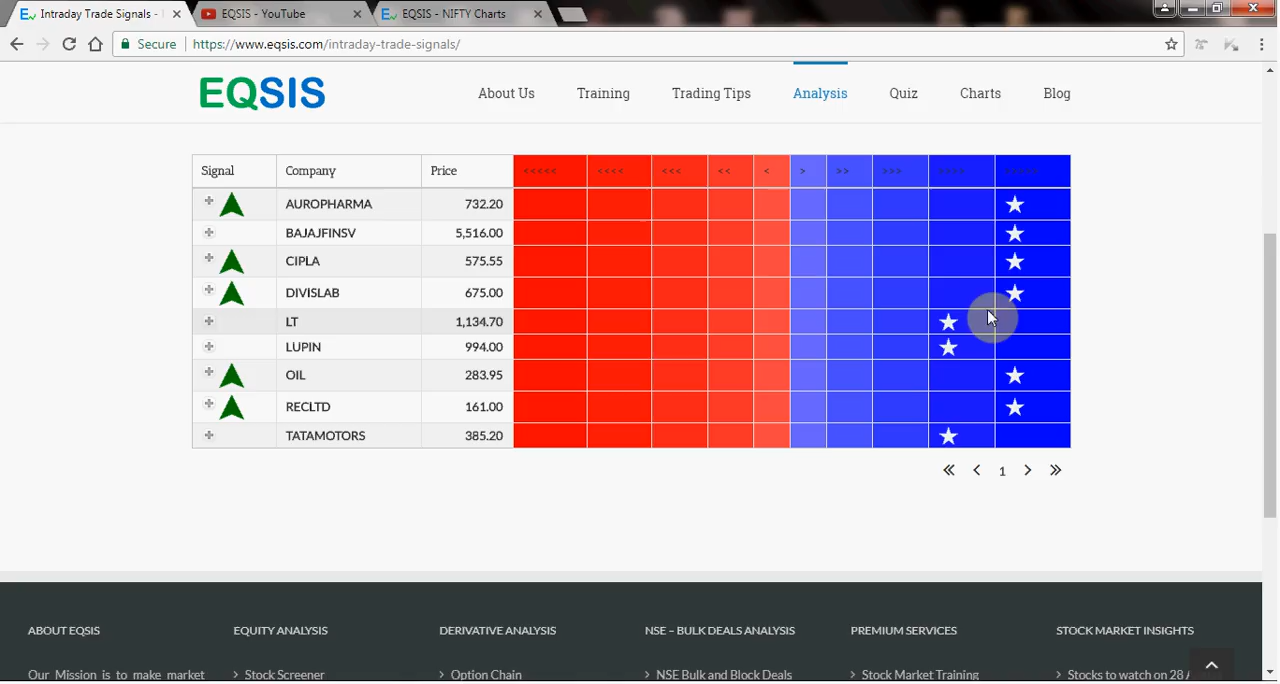 Intraday Trade Signals -
EQSIS - YouTube
EQSIS - NIFTY Charts
Secure
https://www.eqsis.com/intraday-trade-signals/
EQSIS
About Us
Training
Trading Tips
Analysis
Quiz
Charts
Blog
Signal Company Price <<<<< <<<< <<< << < > >> >>> >>>> >>>>>
AUROPHARMA 732.20
BAJAJFINSV 5,516.00
CIPLA 575.55
DIVISLAB 675.00
LT 1,134.70
LUPIN 994.00
OIL 283.95
RECLTD 161.00
TATAMOTORS 385.20
1
ABOUT EQSIS
EQUITY ANALYSIS
DERIVATIVE ANALYSIS
NSE – BULK DEALS ANALYSIS
PREMIUM SERVICES
STOCK MARKET INSIGHTS
Our Mission is to make market
Stock Screener
Option Chain
NSE Bulk and Block Deals
Stock Market Training
Stocks to watch on 28